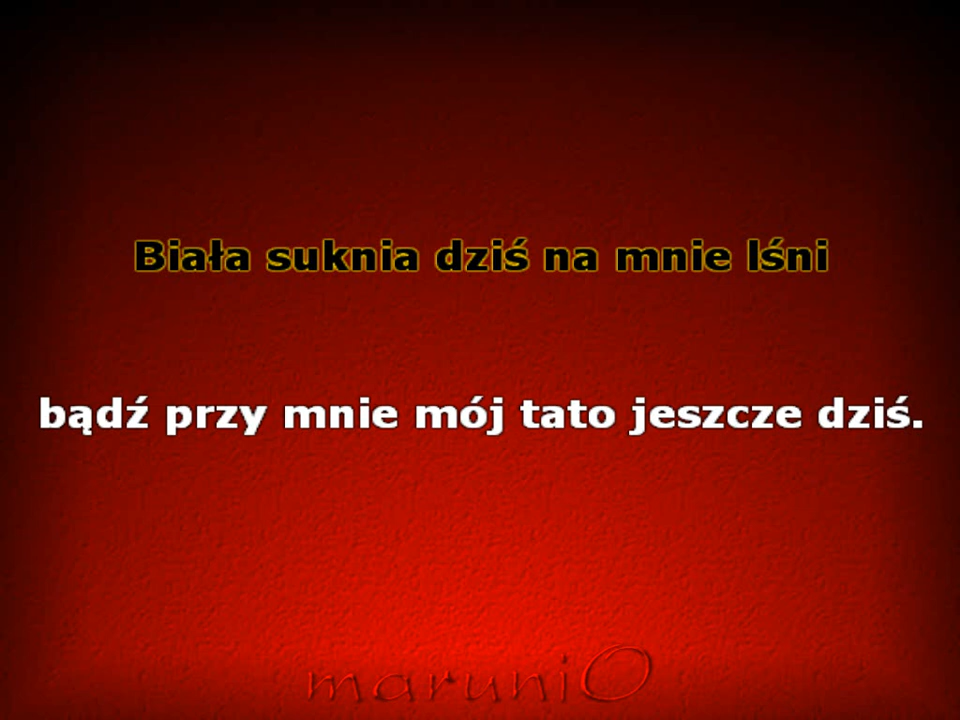 Biała suknia dziś na mnie lśni
bądź przy mnie mój tato jeszcze dziś.
maruniO